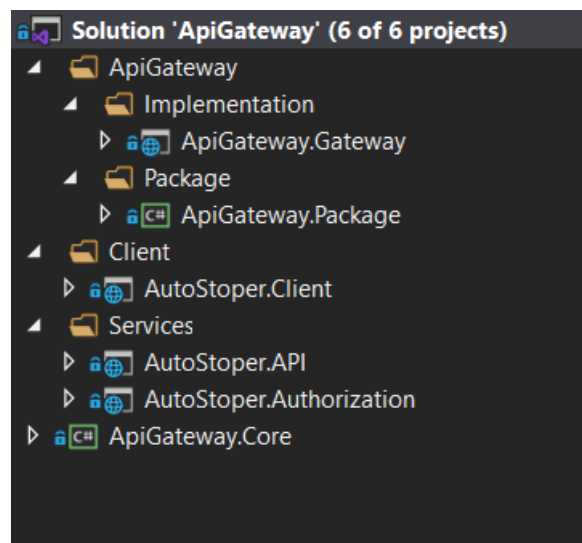 Solution 'ApiGateway' (6 of 6 projects)
ApiGateway
Implementation
ApiGateway.Gateway
Package
C# ApiGateway.Package
Client
AutoStoper.Client
Services
AutoStoper.API
AutoStoper.Authorization
C# ApiGateway.Core